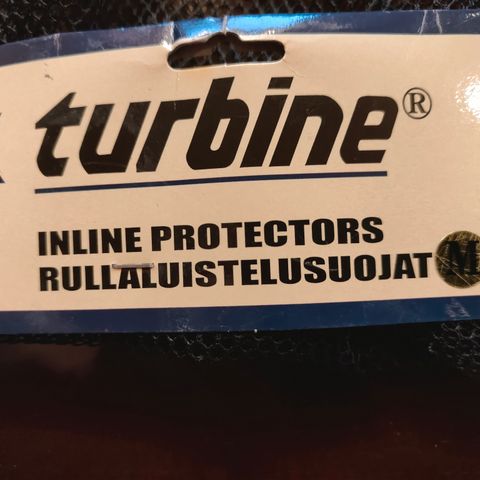 turbine®
INLINE PROTECTORS
RULLALUISTELUSUOJAT M